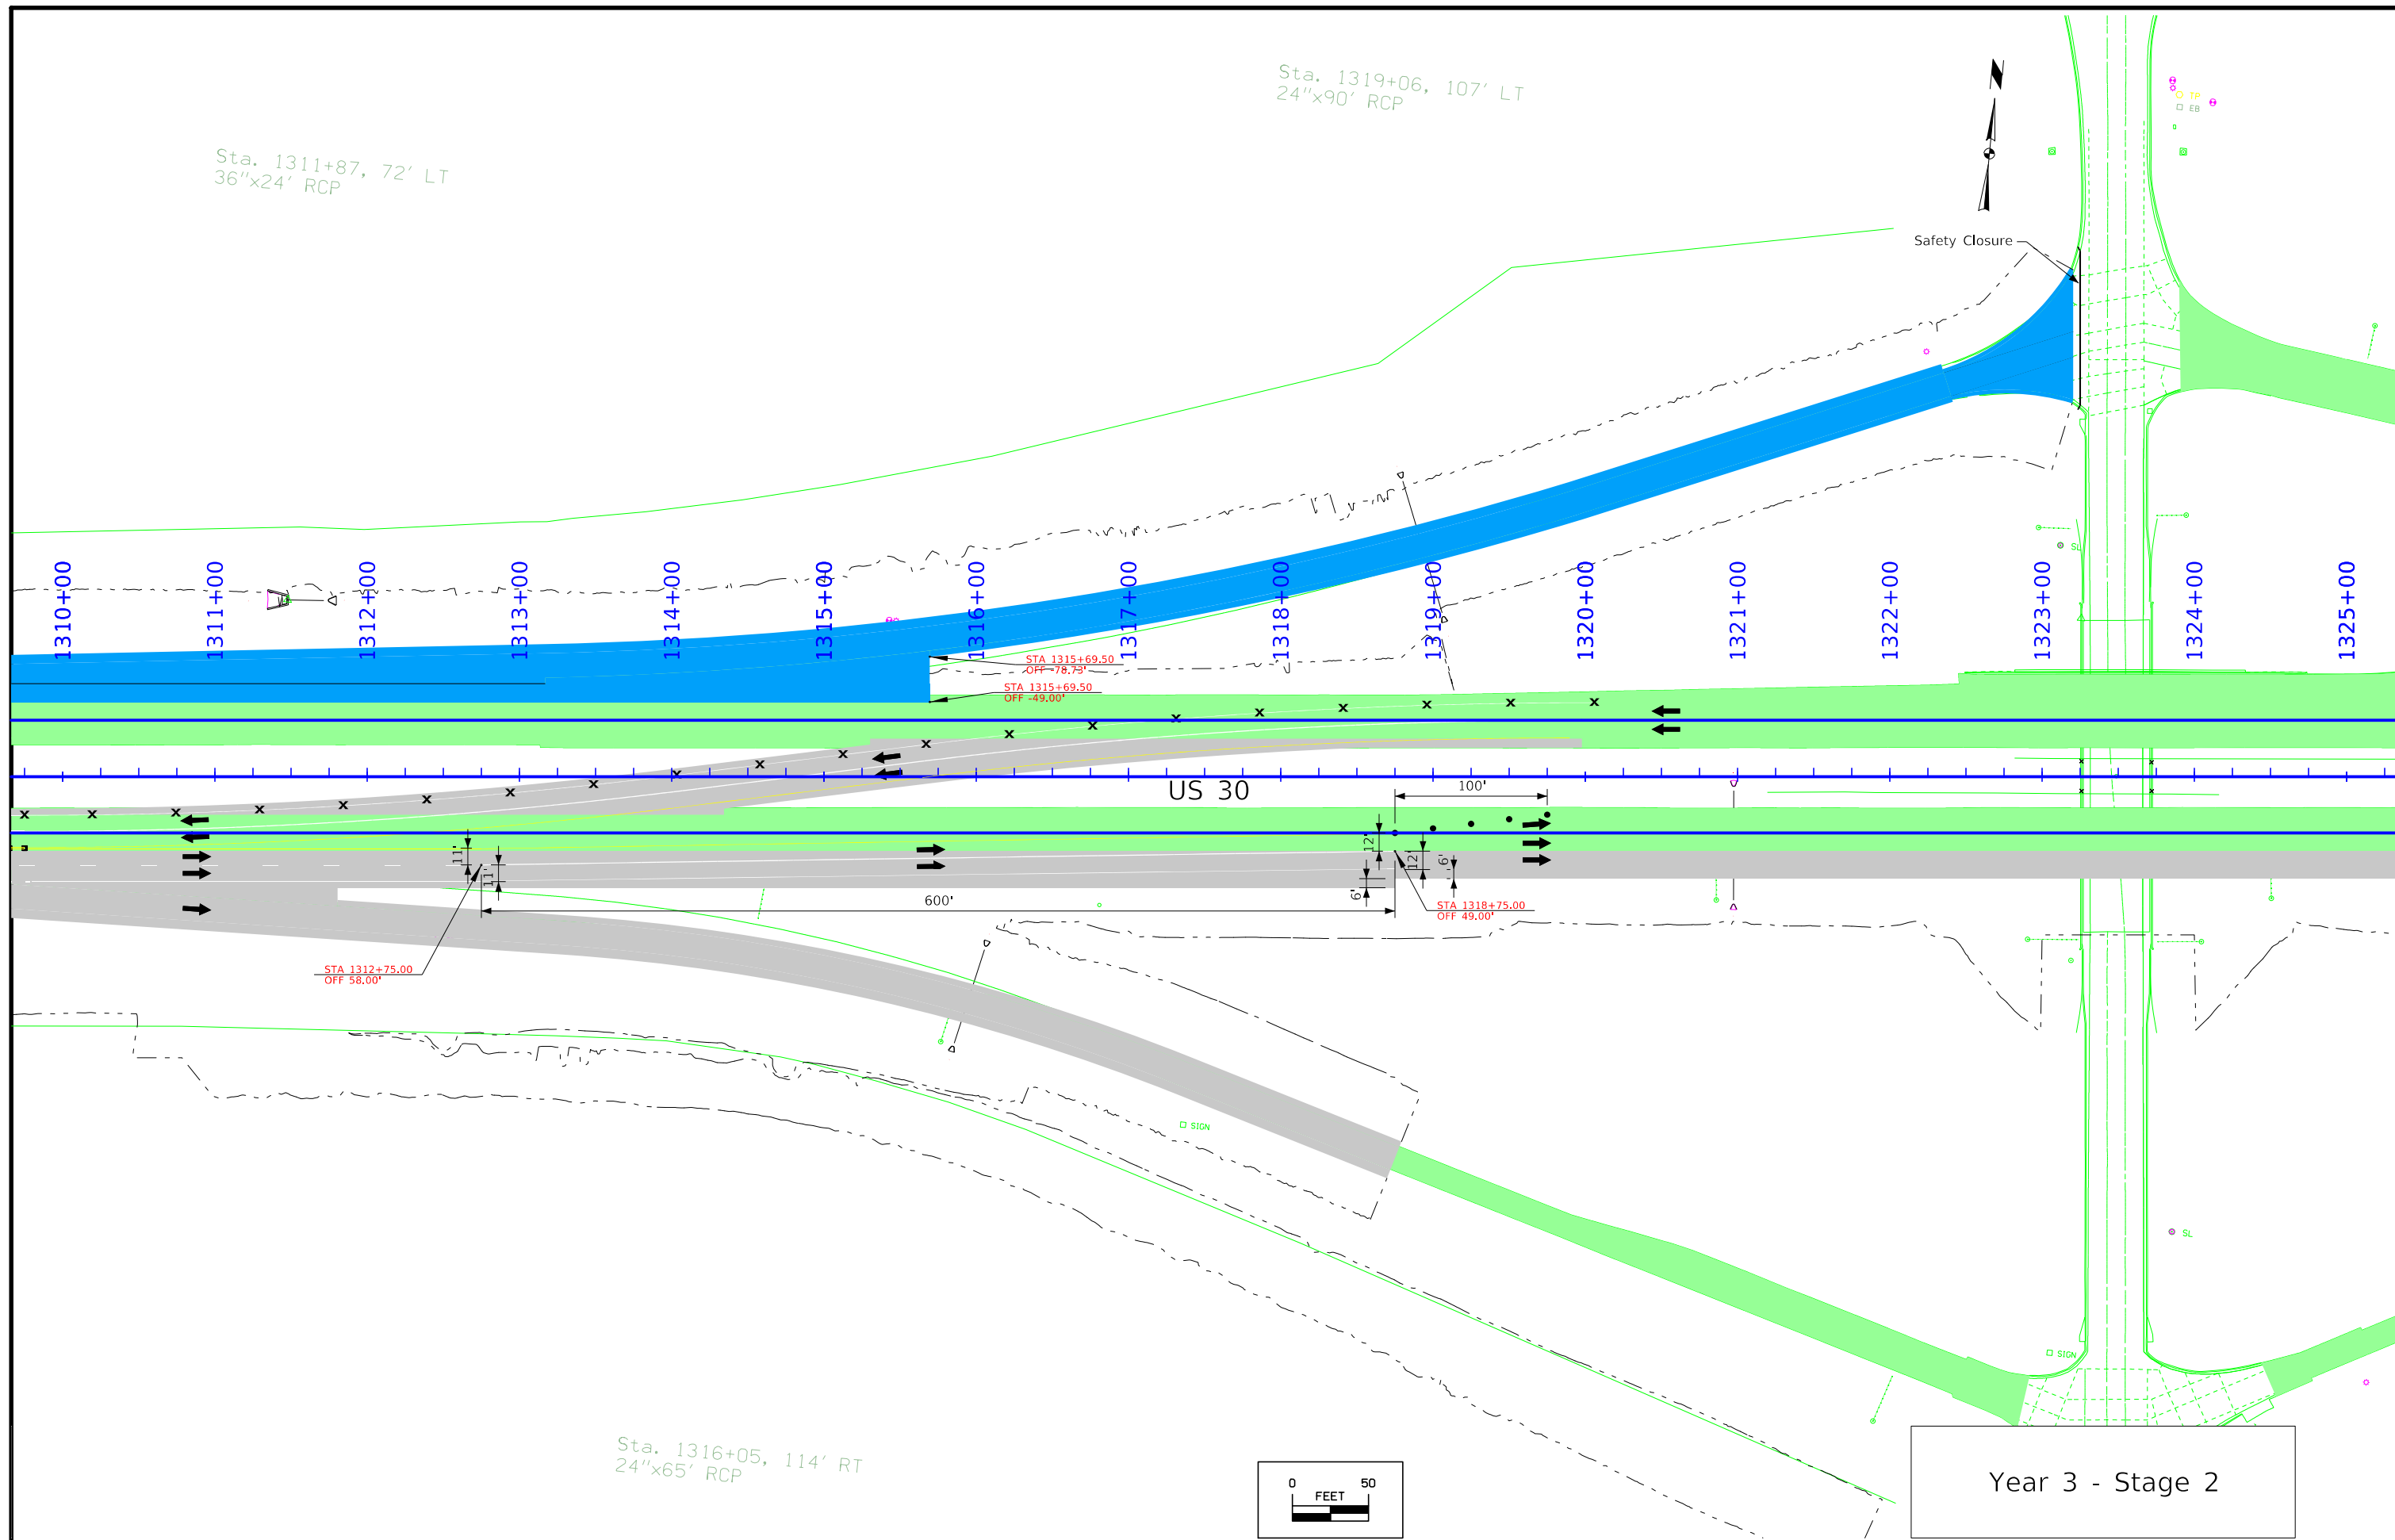 Sta. 1319+06, 107' LT
24"x90' RCP
N
TR
EB
Sta. 1311+87, 72' LT
36"x24' RCP
Safety Closure
SL
1310+00
1311+00
1312+00
1313+00
1314+00
1315+00
1316+00
1317+00
1318+00
1319+00
1320+00
1321+00
1322+00
1323+00
1324+00
1325+00
STA 1315+69.50
OFF -78.73'
STA 1315+69.50
OFF -49.00'
US 30
100'
11'
11'
12'
12'
6'
6'
600'
STA 1318+75.00
OFF 49.00'
STA 1312+75.00
OFF 58.00'
SIGN
SL
SIGN
Sta. 1316+05, 114' RT
24"x65' RCP
0 50
FEET
Year 3 - Stage 2